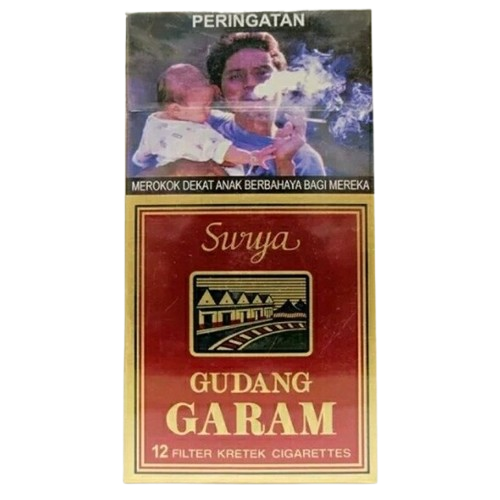 PERINGATAN
MEROKOK DEKAT ANAK BERBAHAYA BAGI MEREKA
Surya
GUDANG
GARAM
12 FILTER KRETEK CIGARETTES